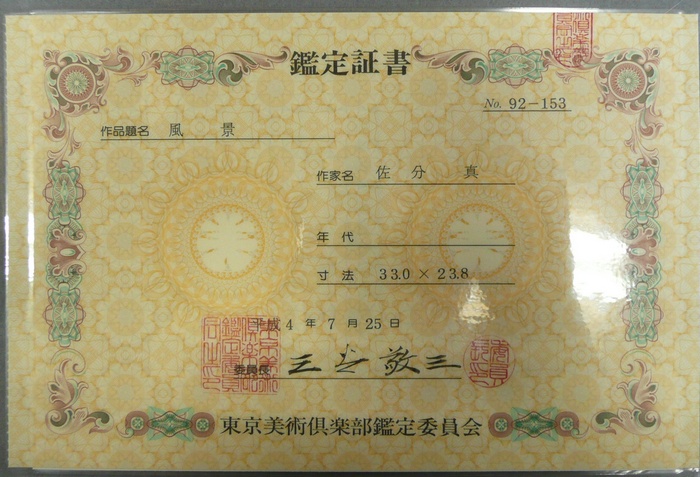 鑑定証書
No. 92-153
作品題名 風 景
作家名 佐 分 真
年 代
寸 法 33.0 × 23.8
平成 4 年 7 月 25 日
委員長 三谷敬三
東京美術倶楽部鑑定委員会